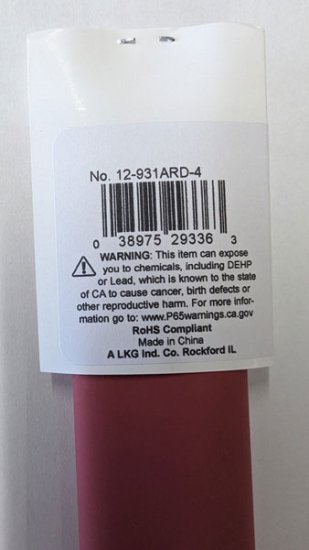 No. 12-931ARD-4
0 38975 29336 3
WARNING: This item can expose
you to chemicals, including DEHP
or Lead, which is known to the state
of CA to cause cancer, birth defects or
other reproductive harm. For more infor-
mation go to: www.P65warnings.ca.gov
RoHS Compliant
Made in China
A LKG Ind. Co. Rockford IL